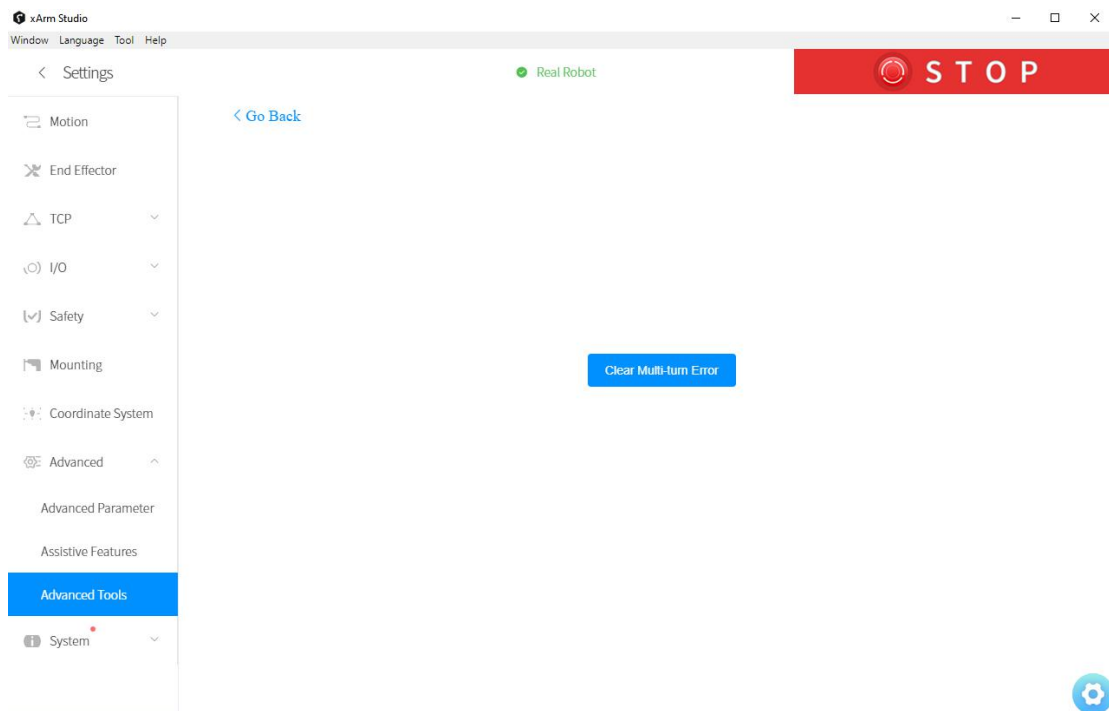 xArm Studio
Window Language Tool Help
Settings
Real Robot
STOP
Go Back
Motion
End Effector
TCP
I/O
Safety
Mounting
Coordinate System
Advanced
Advanced Parameter
Assistive Features
Advanced Tools
System
Clear Multi-turn Error